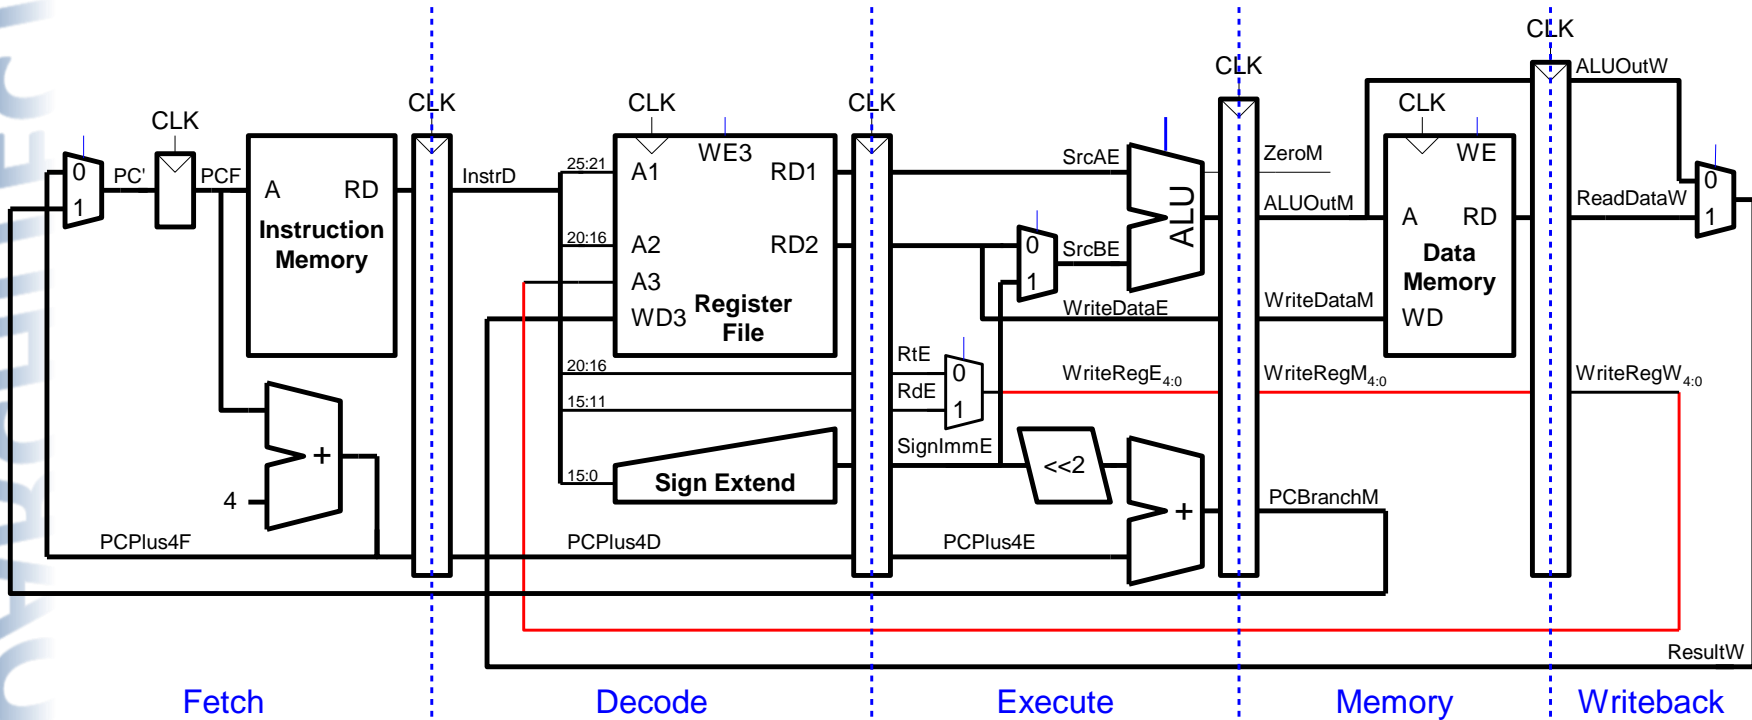 CLK
CLK
CLK
CLK
CLK
CLK
CLK
ALUOutW
0
1
PC'
PCF
A
RD
Instruction
Memory
InstrD
25:21
20:16
A1
A2
A3
WD3
WE3
RD1
RD2
Register
File
20:16
15:11
15:0
Sign Extend
SrcAE
0
1
SrcBE
ALU
WriteDataE
RtE
RdE
0
1
WriteRegE4:0
SignImmE
<<2
+
ZeroM
ALUOutM
WriteDataM
WriteRegM4:0
PCBranchM
A
RD
WE
Data
Memory
WD
ReadDataW
0
1
WriteRegW4:0
+
4
PCPlus4F
PCPlus4D
PCPlus4E
ResultW
Fetch
Decode
Execute
Memory
Writeback